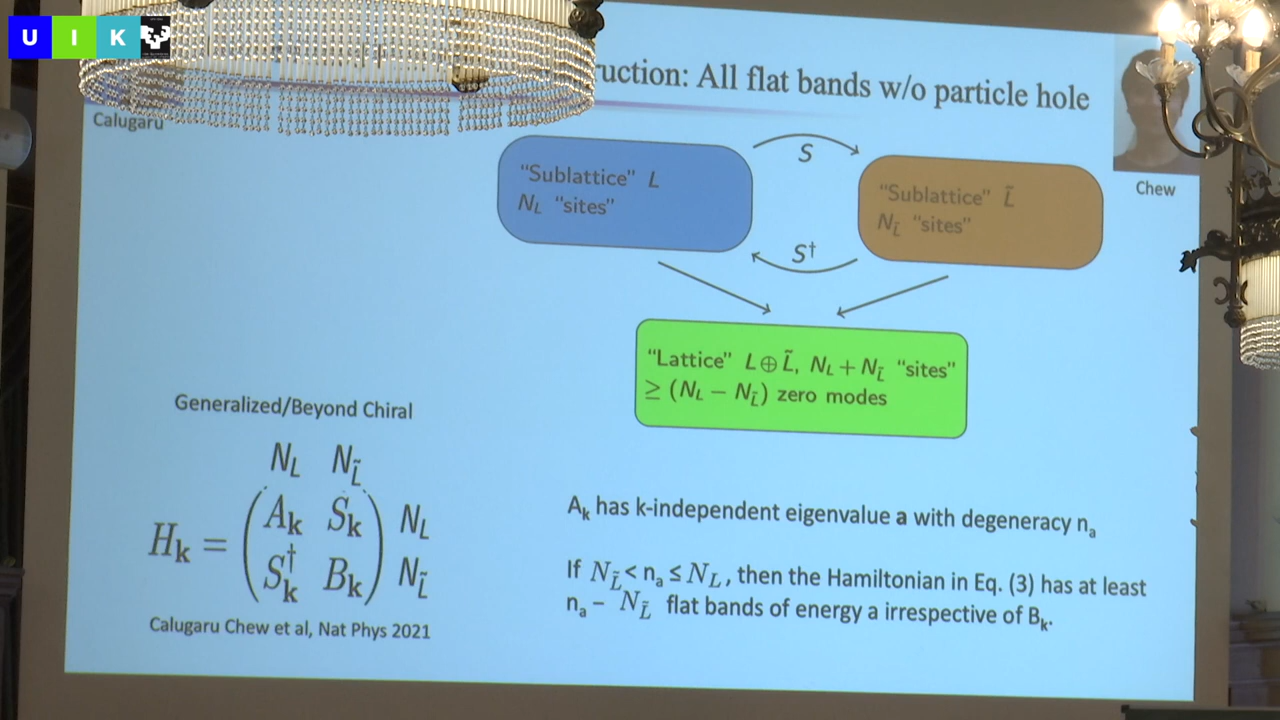 U I K
ruction: All flat bands w/o particle hole
Calugaru
Chew
"Sublattice" L
N_L "sites"
S
"Sublattice" L̃
N_L̃ "sites"
S†
"Lattice" L⊕L̃, N_L + N_L̃ "sites"
≥ (N_L − N_L̃) zero modes
Generalized/Beyond Chiral
N_L N_L̃
H_k = ( A_k S_k ) N_L
( S_k† B_k ) N_L̃
Calugaru Chew et al, Nat Phys 2021
A_k has k-independent eigenvalue a with degeneracy n_a
If N_L̃ < n_a ≤ N_L, then the Hamiltonian in Eq. (3) has at least
n_a − N_L̃ flat bands of energy a irrespective of B_k.